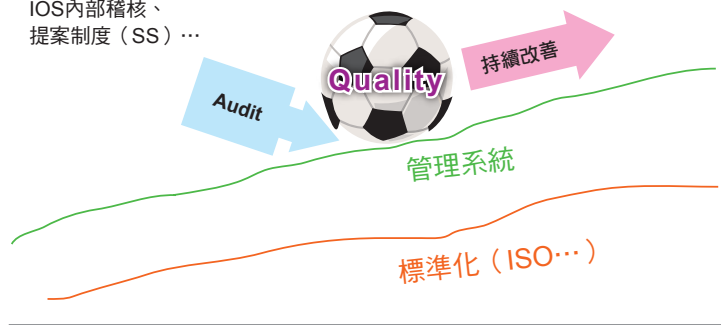 IOS內部稽核、
提案制度（SS）…
Quality
持續改善
Audit
管理系統
標準化（ISO…）